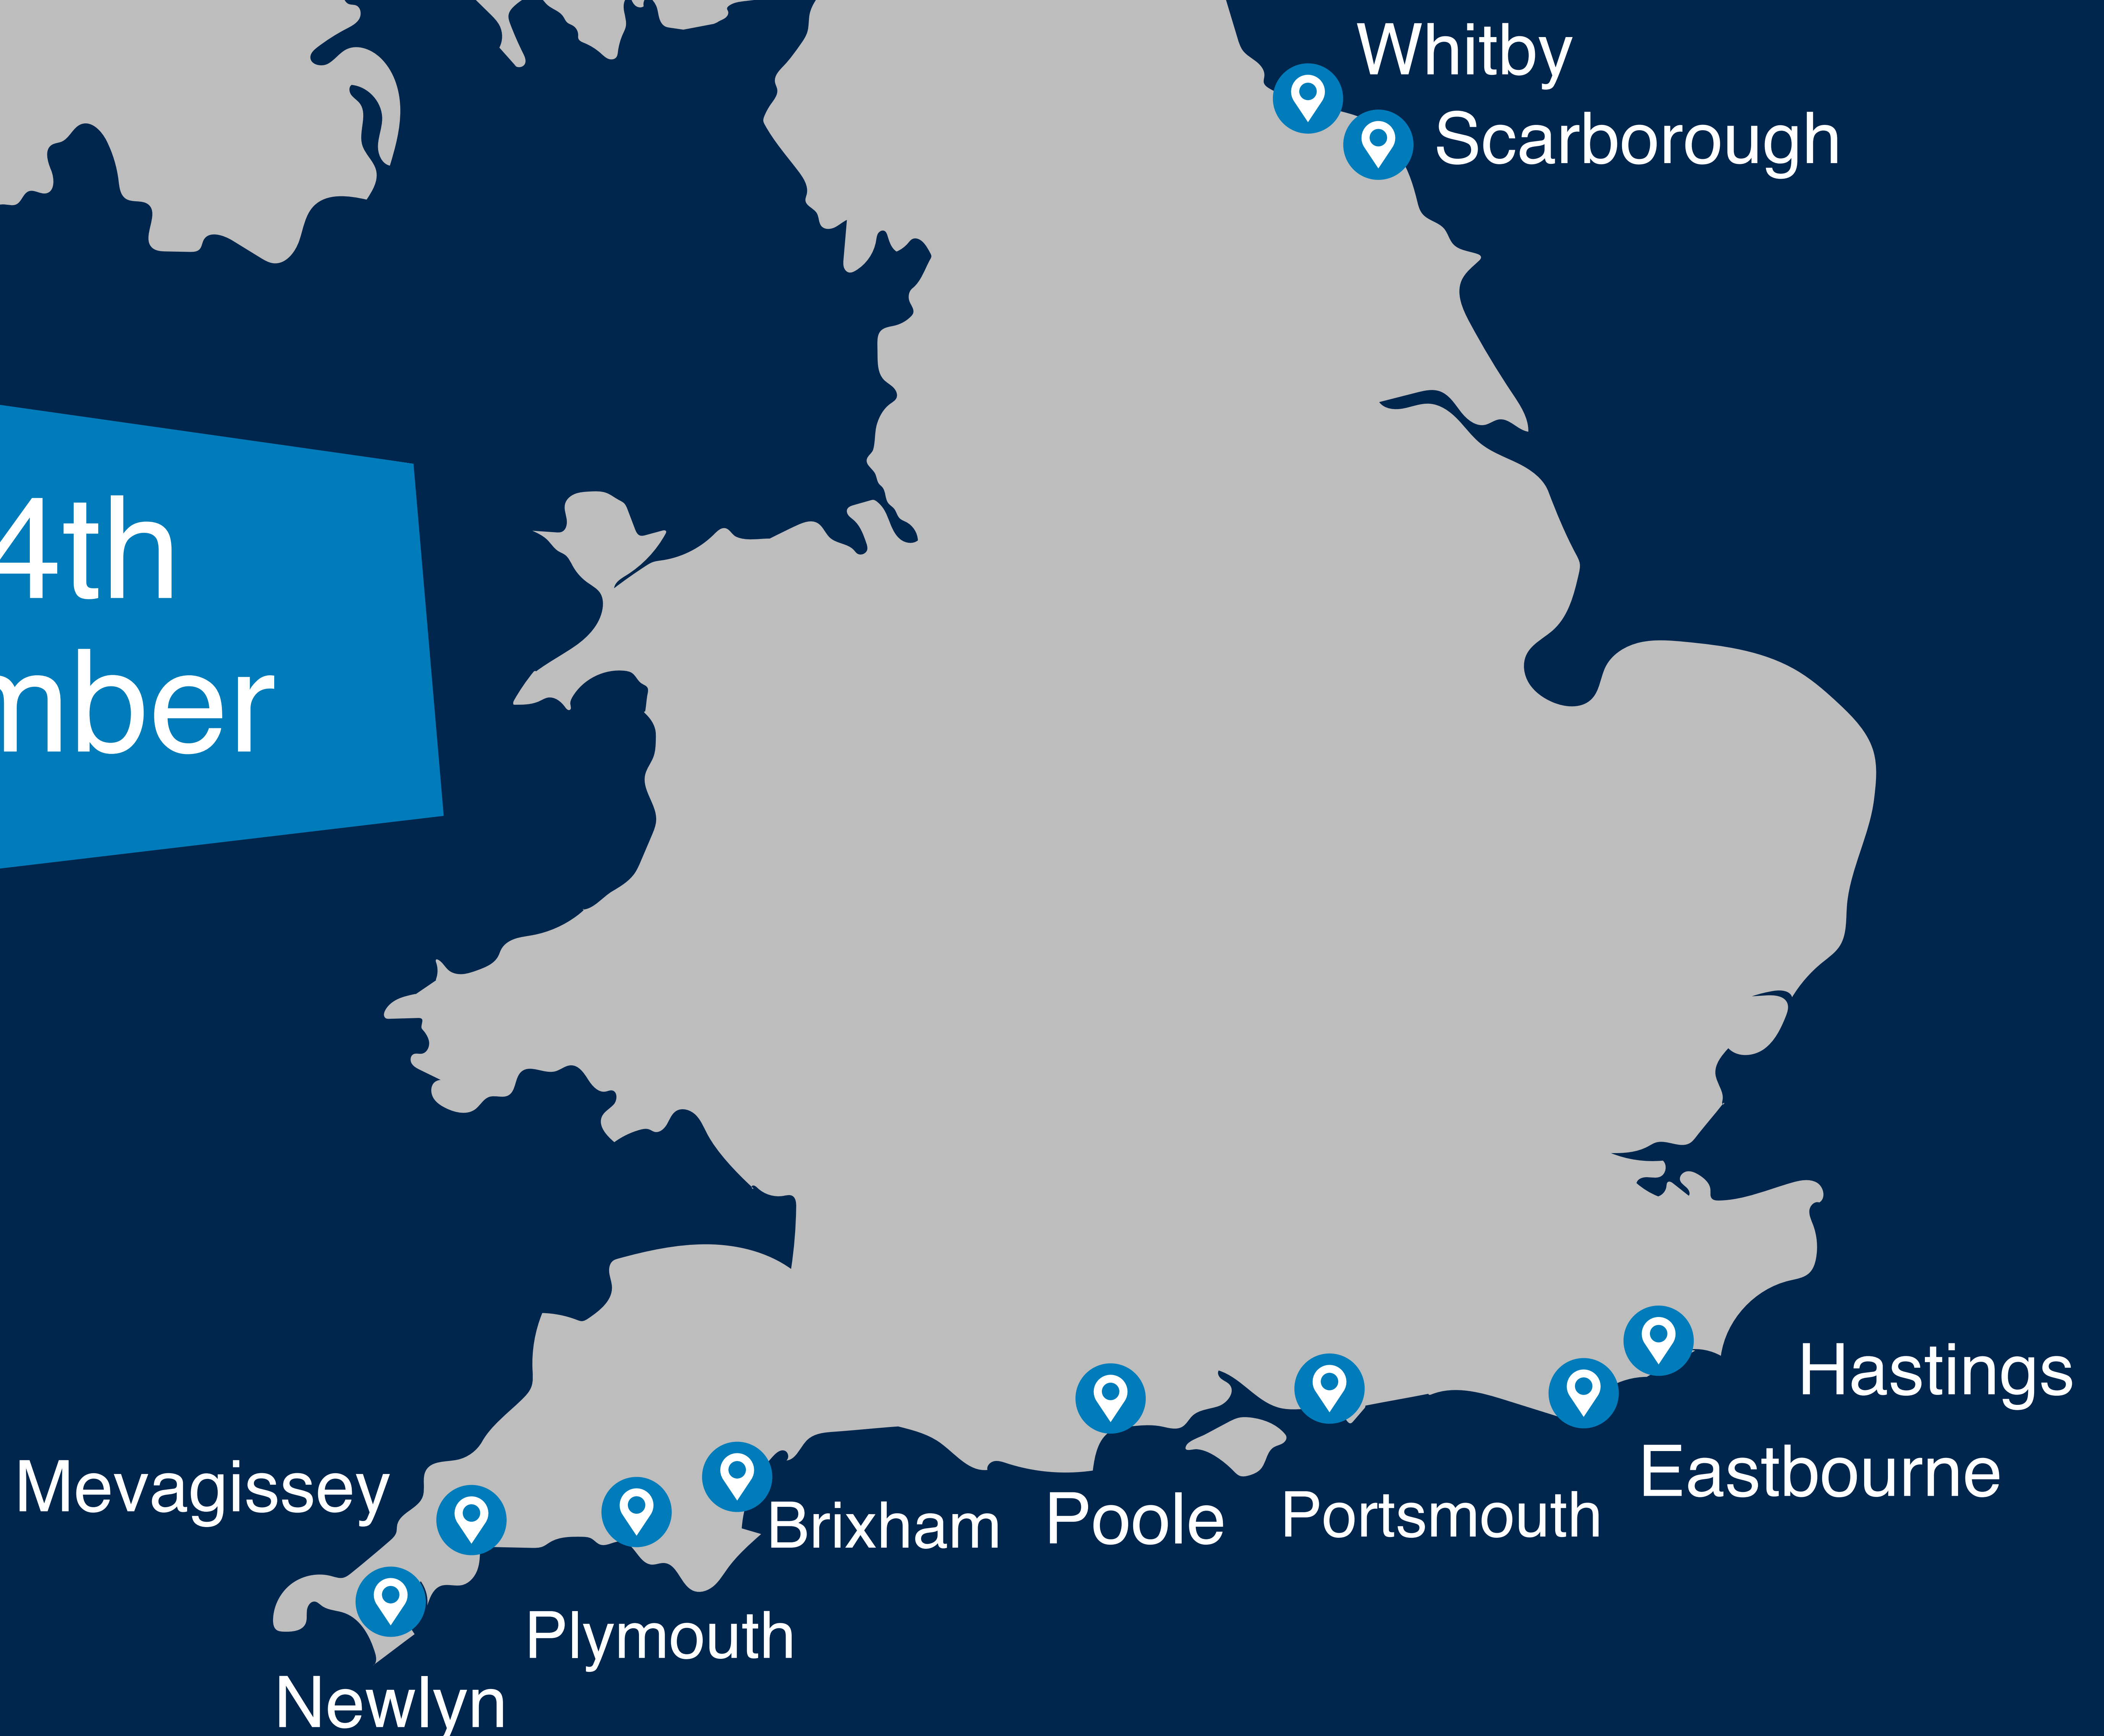 Whitby
Scarborough
4th
mber
Hastings
Eastbourne
Mevagissey
Brixham
Poole
Portsmouth
Plymouth
Newlyn